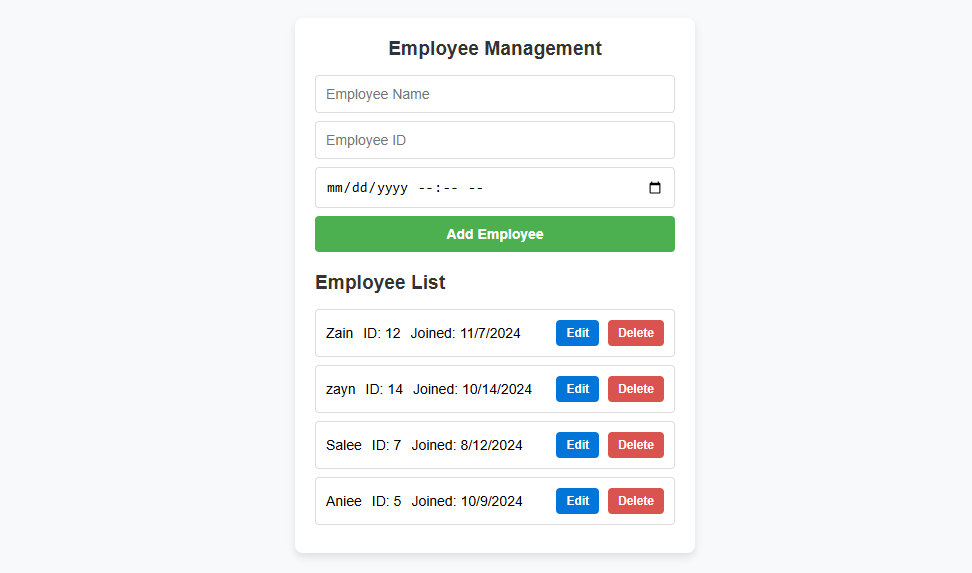 Employee Management
Employee Name
Employee ID
mm/dd/yyyy --:-- --
Add Employee
Employee List
Zain ID: 12 Joined: 11/7/2024 Edit Delete
zayn ID: 14 Joined: 10/14/2024 Edit Delete
Salee ID: 7 Joined: 8/12/2024 Edit Delete
Aniee ID: 5 Joined: 10/9/2024 Edit Delete